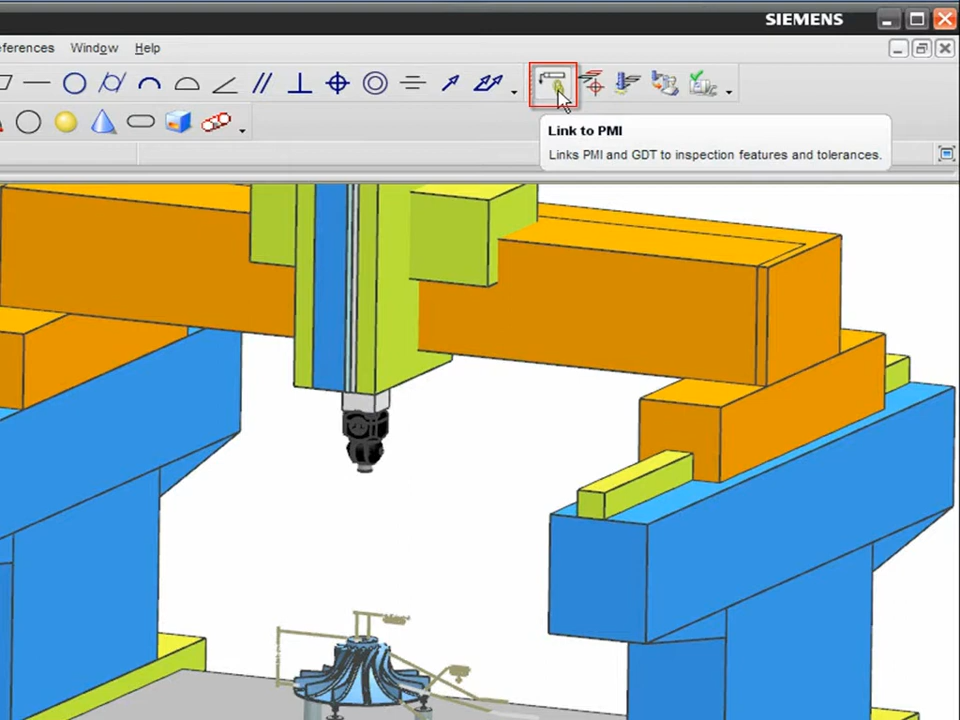 SIEMENS
eferences Window Help
Link to PMI
Links PMI and GDT to inspection features and tolerances.